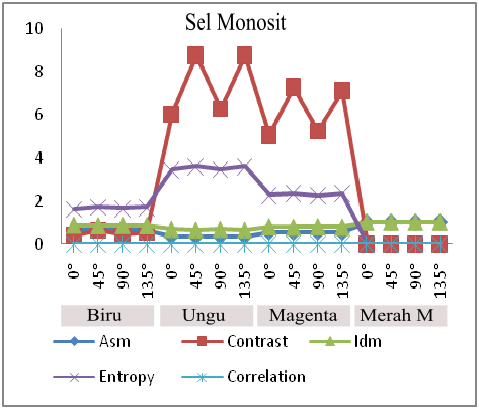 Sel Monosit
10
8
6
4
2
0
0° 45° 90° 135° 0° 45° 90° 135° 0° 45° 90° 135° 0° 45° 90° 135°
Biru Ungu Magenta Merah M
Asm Contrast Idm
Entropy Correlation